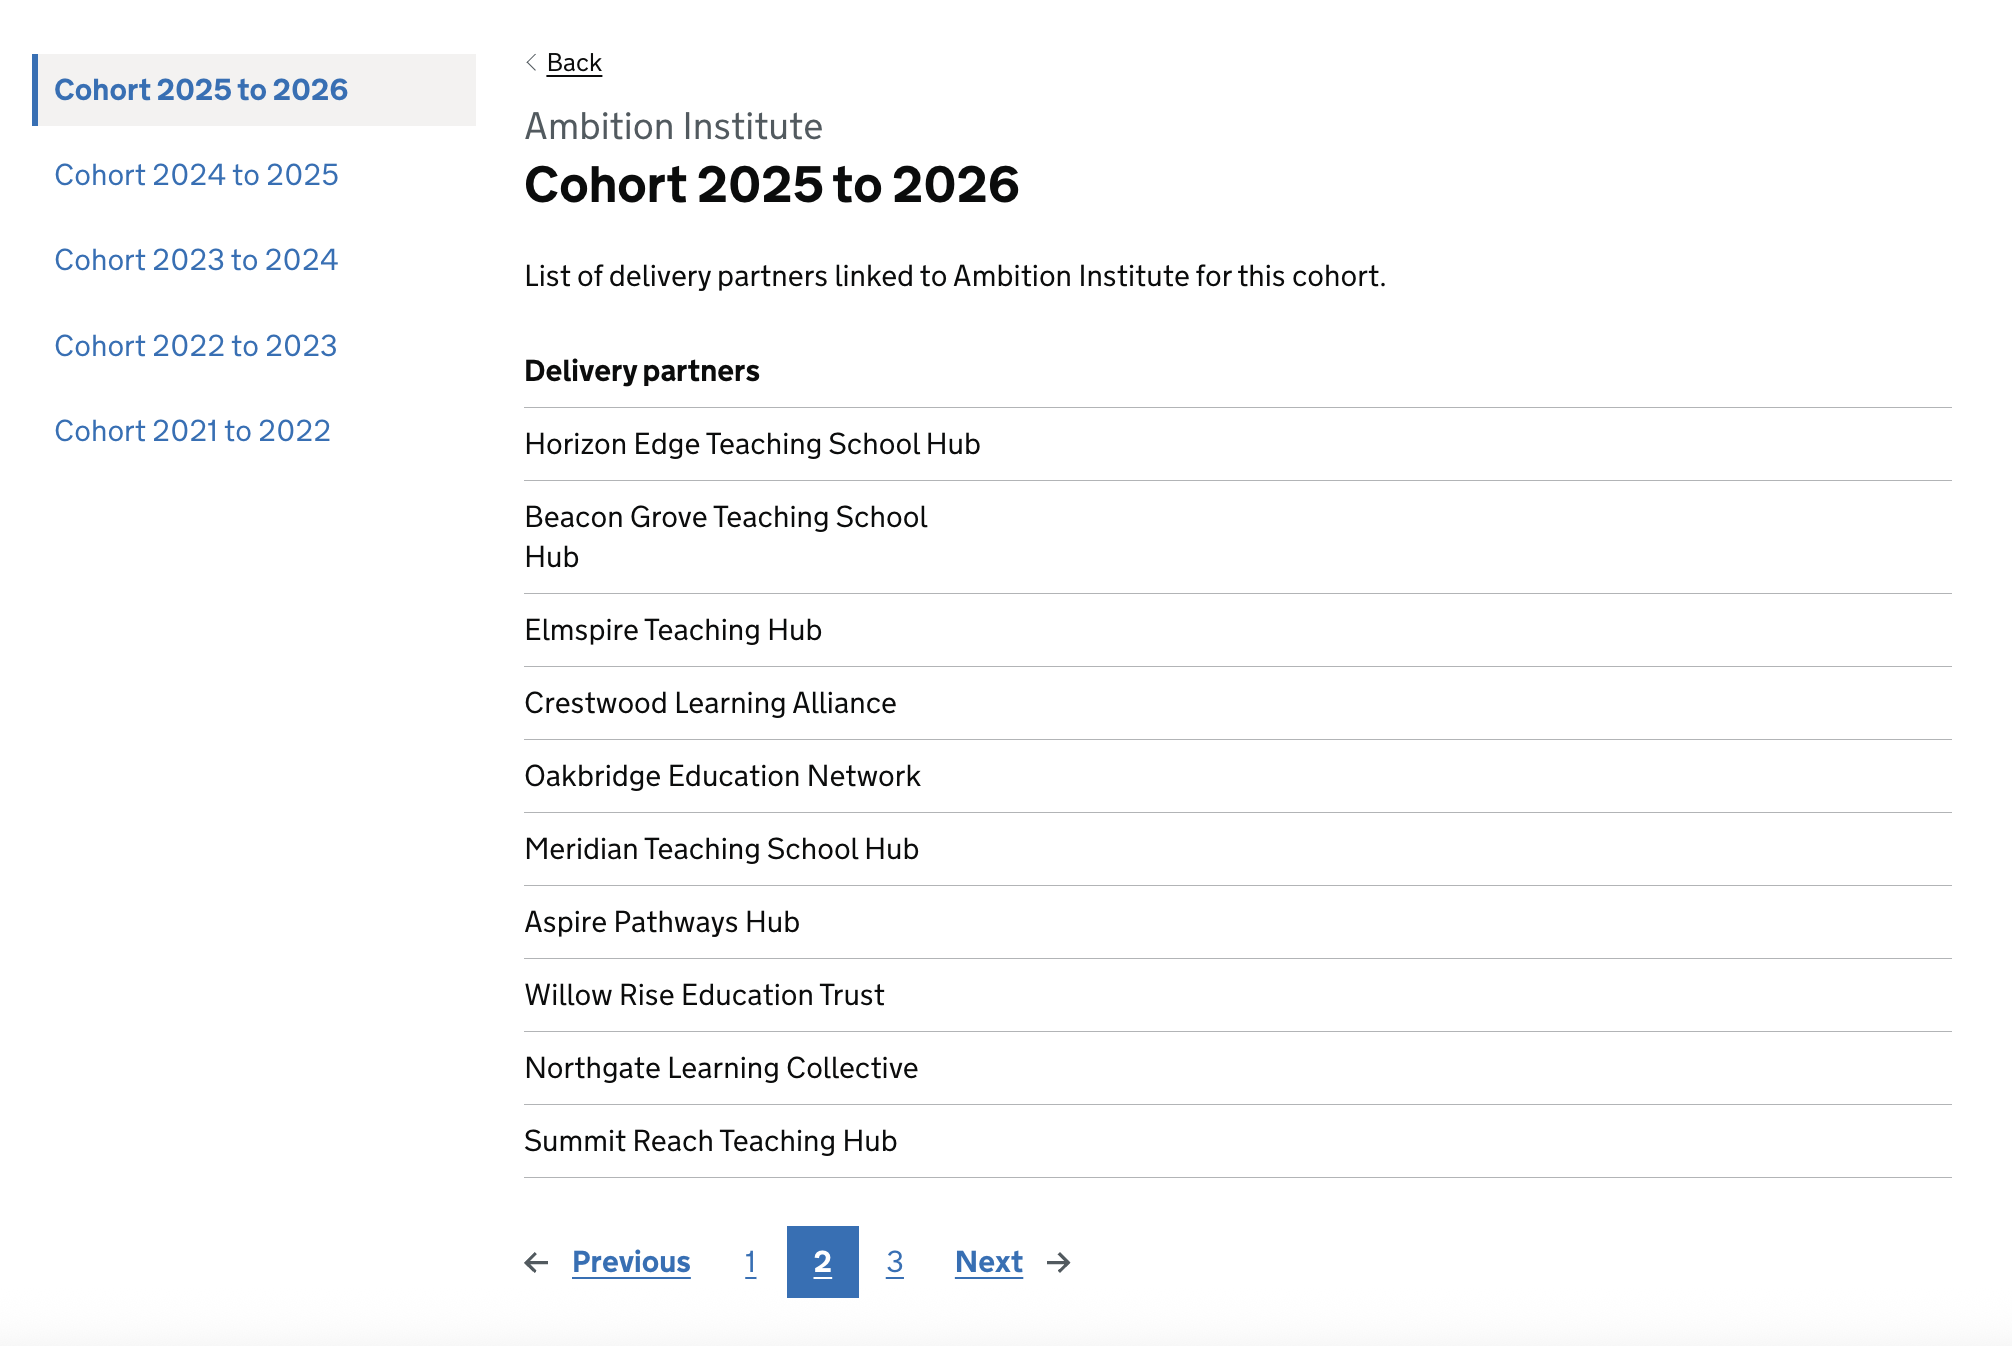 Cohort 2025 to 2026
Cohort 2024 to 2025
Cohort 2023 to 2024
Cohort 2022 to 2023
Cohort 2021 to 2022
Back
Ambition Institute
Cohort 2025 to 2026
List of delivery partners linked to Ambition Institute for this cohort.
Delivery partners
Horizon Edge Teaching School Hub
Beacon Grove Teaching School
Hub
Elmspire Teaching Hub
Crestwood Learning Alliance
Oakbridge Education Network
Meridian Teaching School Hub
Aspire Pathways Hub
Willow Rise Education Trust
Northgate Learning Collective
Summit Reach Teaching Hub
← Previous 1 2 3 Next →